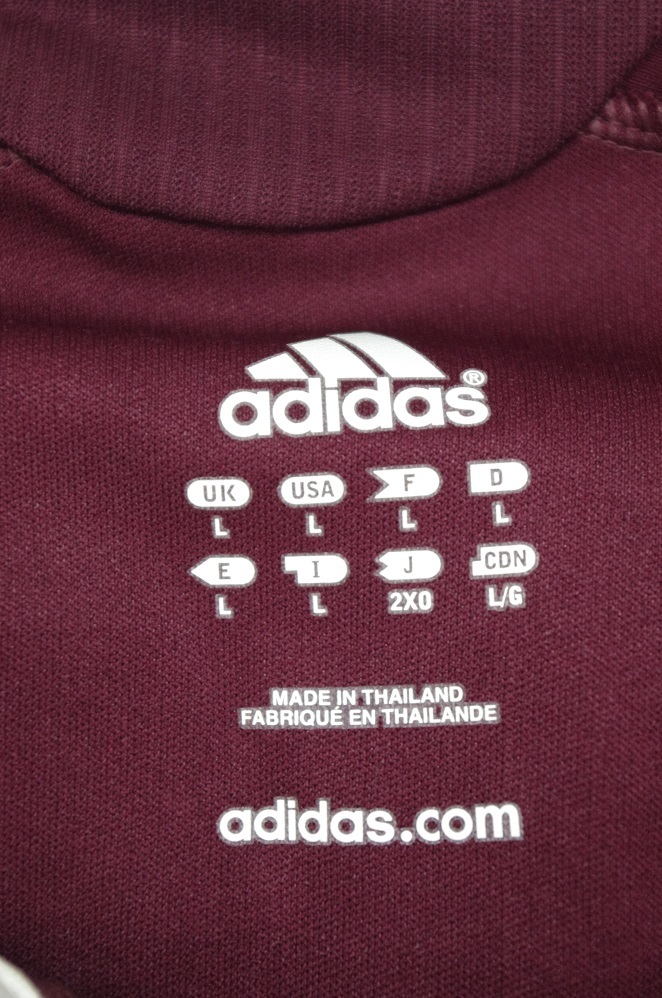 adidas®
UK USA F D
L L L L
E I J CDN
L L 2XO L/G
MADE IN THAILAND
FABRIQUÉ EN THAILANDE
adidas.com